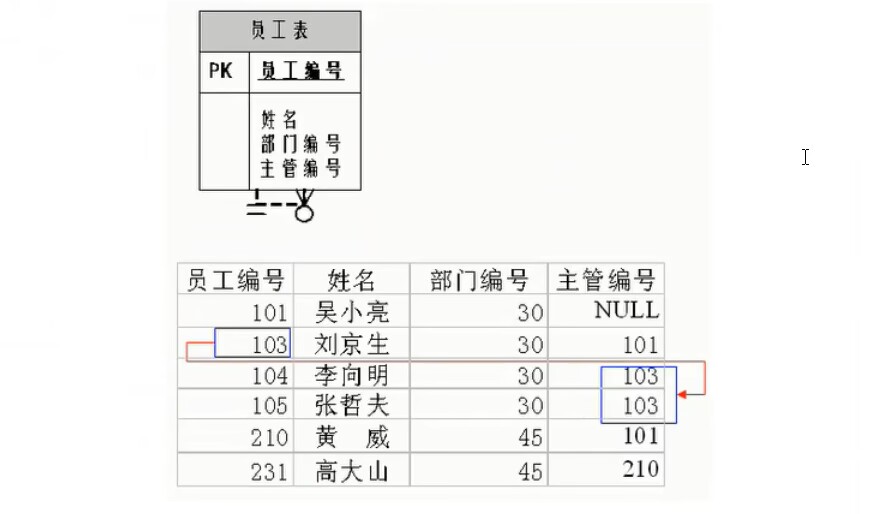 员工表
PK 员工编号
姓名
部门编号
主管编号
员工编号 姓名 部门编号 主管编号
101 吴小亮 30 NULL
103 刘京生 30 101
104 李向明 30 103
105 张哲夫 30 103
210 黄 威 45 101
231 高大山 45 210